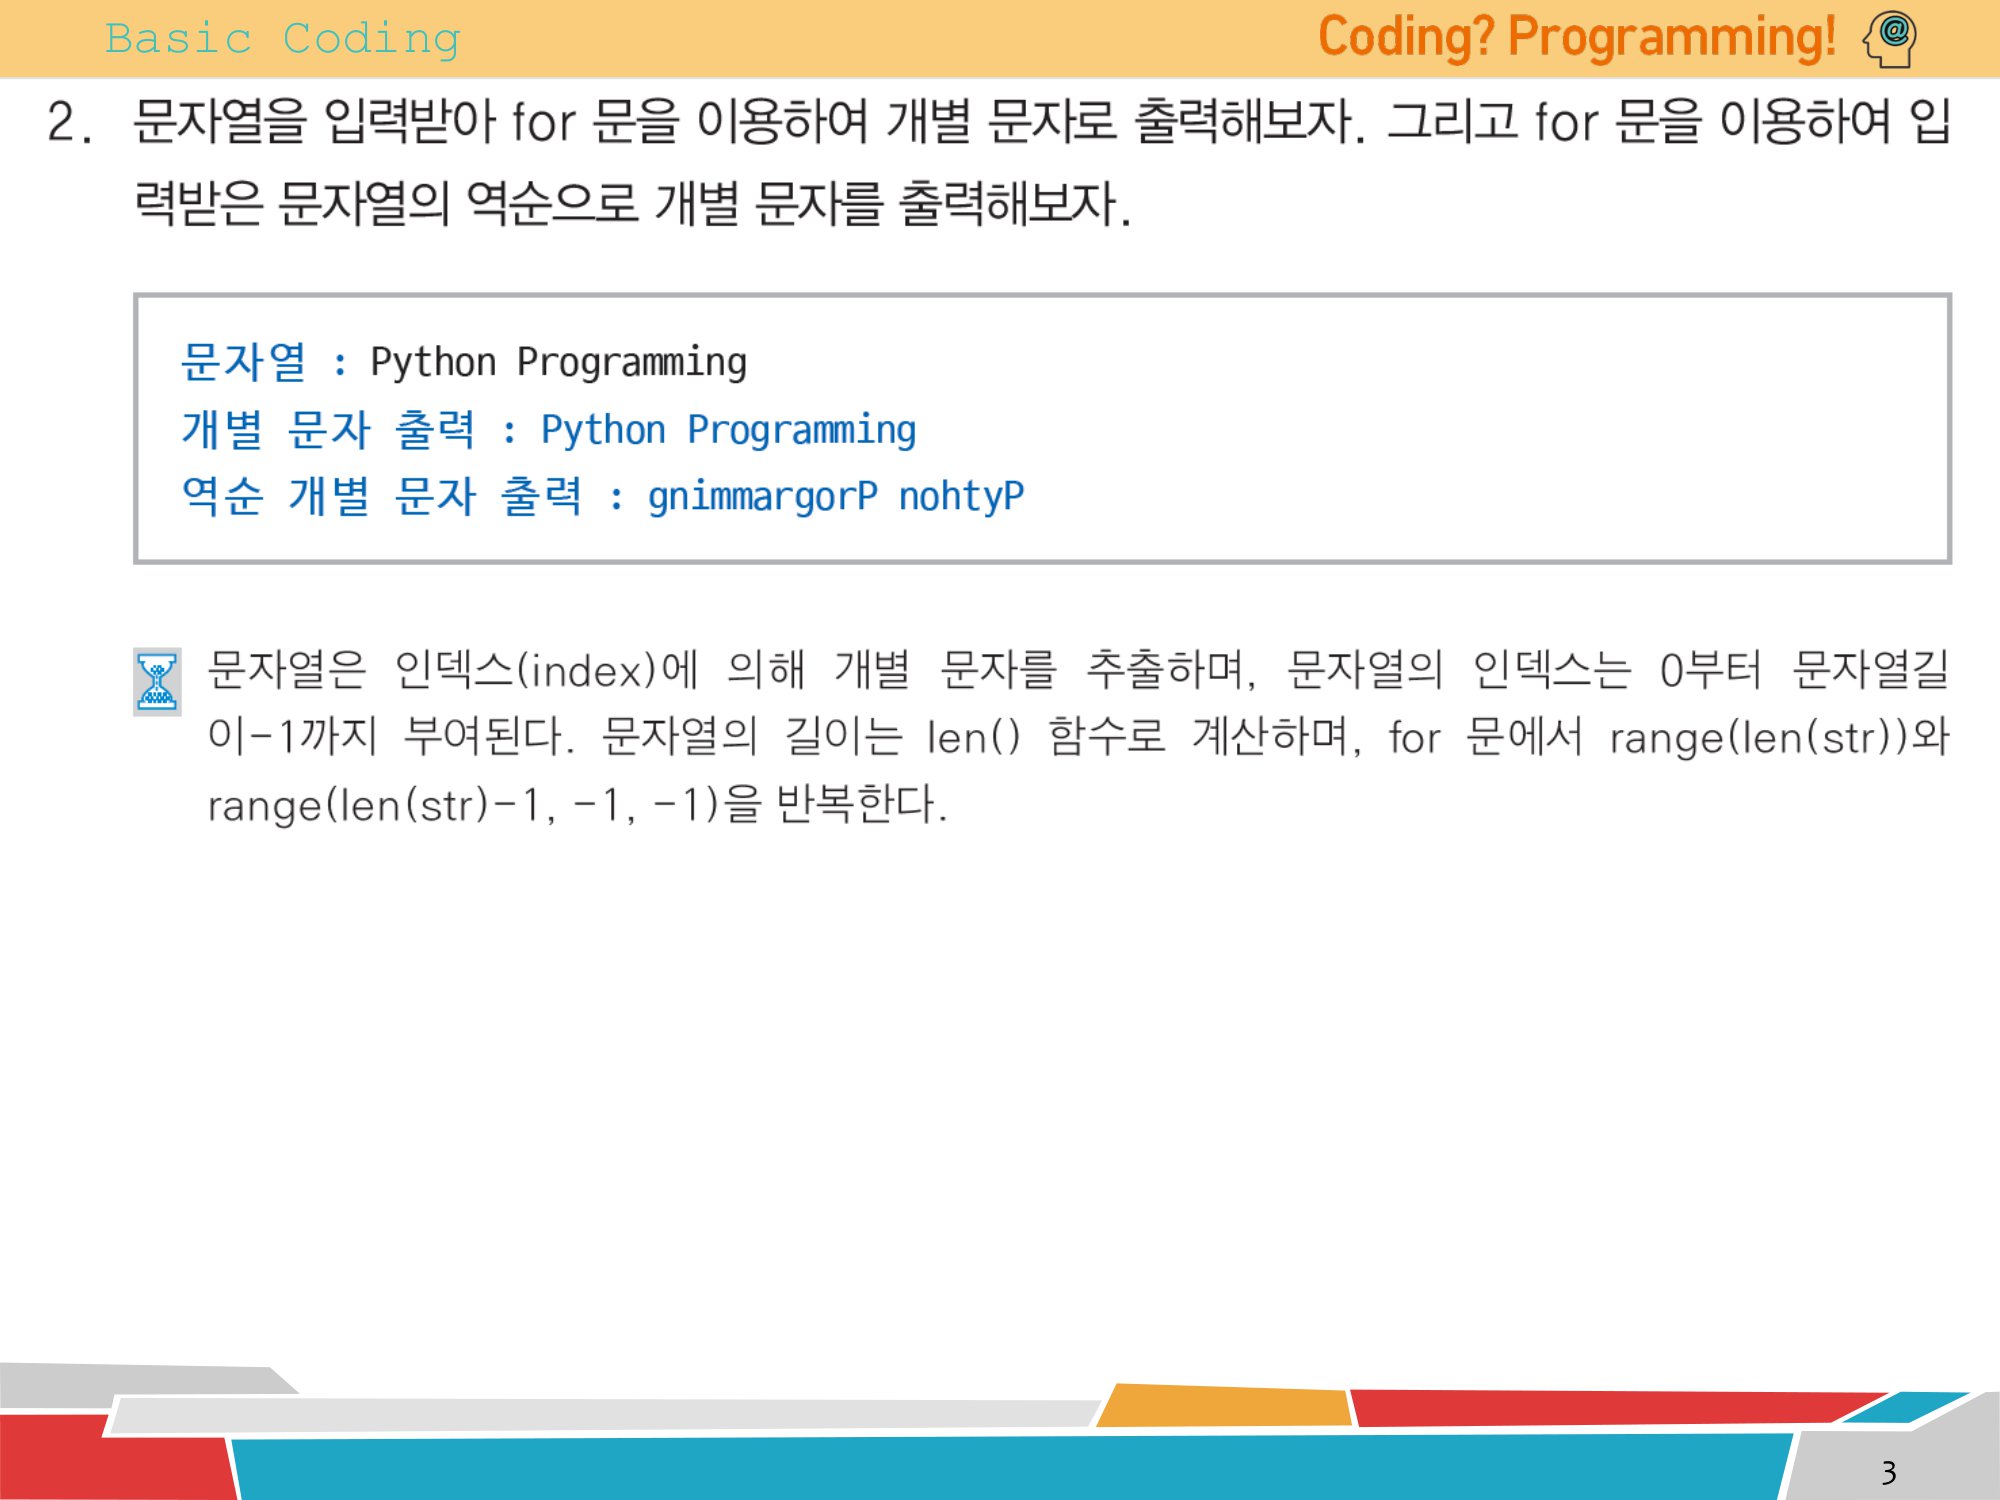 Basic Coding
Coding? Programming!
2. 문자열을 입력받아 for 문을 이용하여 개별 문자로 출력해보자. 그리고 for 문을 이용하여 입
력받은 문자열의 역순으로 개별 문자를 출력해보자.
문자열 : Python Programming
개별 문자 출력 : Python Programming
역순 개별 문자 출력 : gnimmargorP nohtyP
문자열은 인덱스(index)에 의해 개별 문자를 추출하며, 문자열의 인덱스는 0부터 문자열길
이-1까지 부여된다. 문자열의 길이는 len() 함수로 계산하며, for 문에서 range(len(str))와
range(len(str)-1, -1, -1)을 반복한다.
3